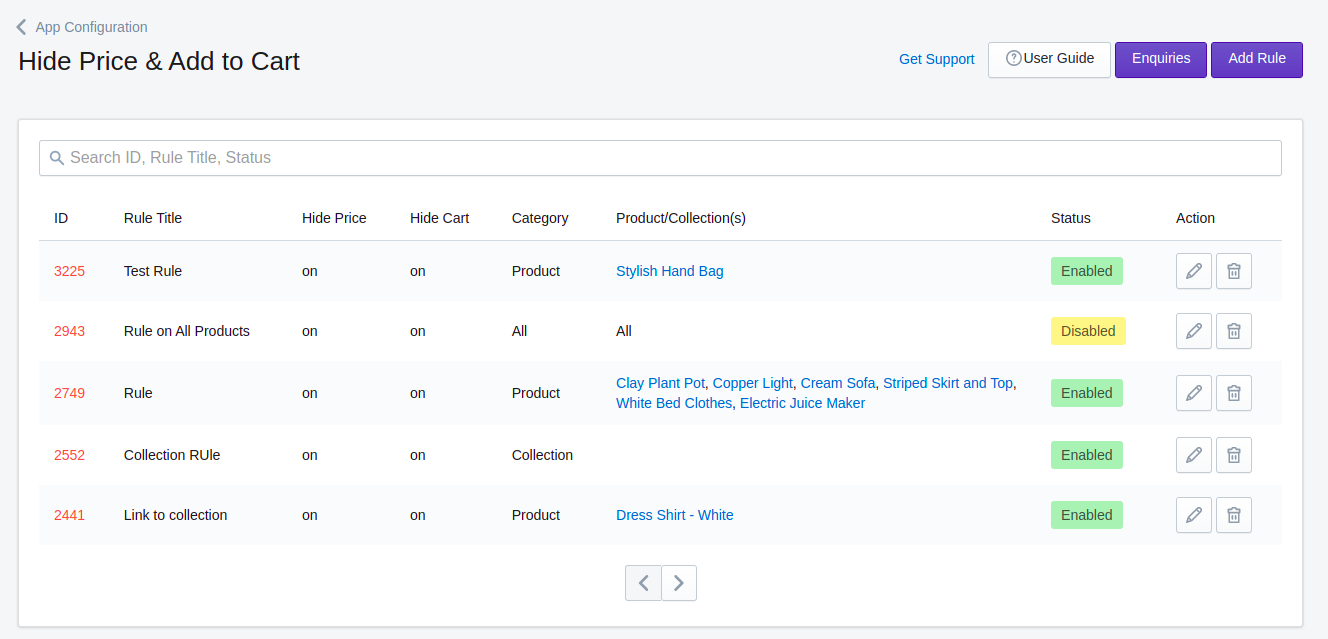 App Configuration
Hide Price & Add to Cart
Get Support User Guide Enquiries Add Rule
Search ID, Rule Title, Status
ID Rule Title Hide Price Hide Cart Category Product/Collection(s) Status Action
3225 Test Rule on on Product Stylish Hand Bag Enabled
2943 Rule on All Products on on All All Disabled
2749 Rule on on Product Clay Plant Pot, Copper Light, Cream Sofa, Striped Skirt and Top, Enabled
White Bed Clothes, Electric Juice Maker
2552 Collection RUle on on Collection Enabled
2441 Link to collection on on Product Dress Shirt - White Enabled